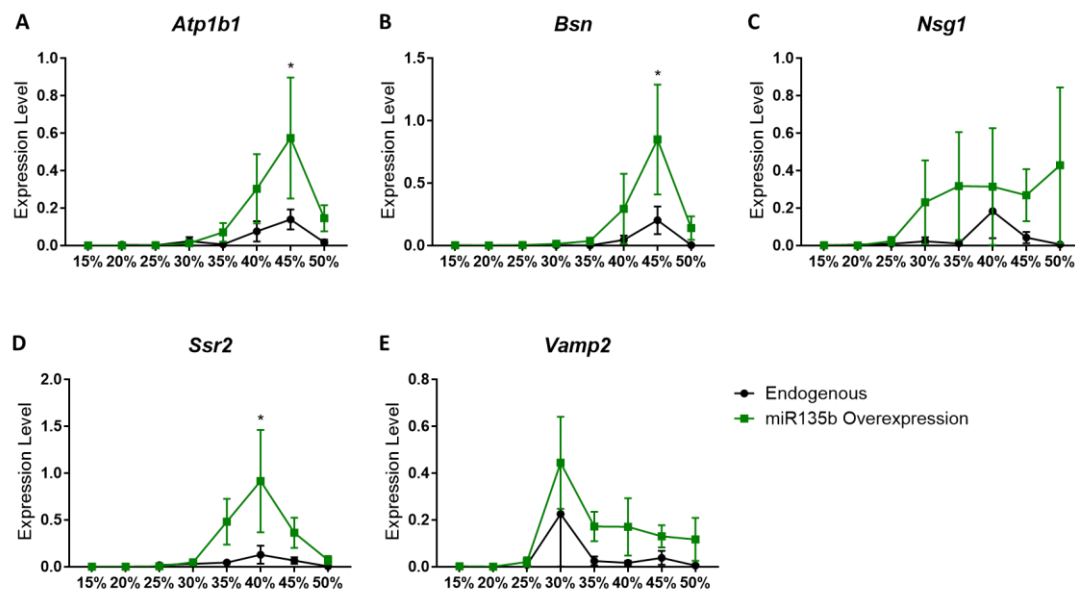 A
Atp1b1
Expression Level
1.0
0.8
0.6
0.4
0.2
0.0
*
15% 20% 25% 30% 35% 40% 45% 50%
B
Bsn
Expression Level
1.5
1.0
0.5
0.0
*
15% 20% 25% 30% 35% 40% 45% 50%
C
Nsg1
Expression Level
1.0
0.8
0.6
0.4
0.2
0.0
15% 20% 25% 30% 35% 40% 45% 50%
D
Ssr2
Expression Level
2.0
1.5
1.0
0.5
0.0
*
15% 20% 25% 30% 35% 40% 45% 50%
E
Vamp2
Expression Level
0.8
0.6
0.4
0.2
0.0
15% 20% 25% 30% 35% 40% 45% 50%
Endogenous
miR135b Overexpression